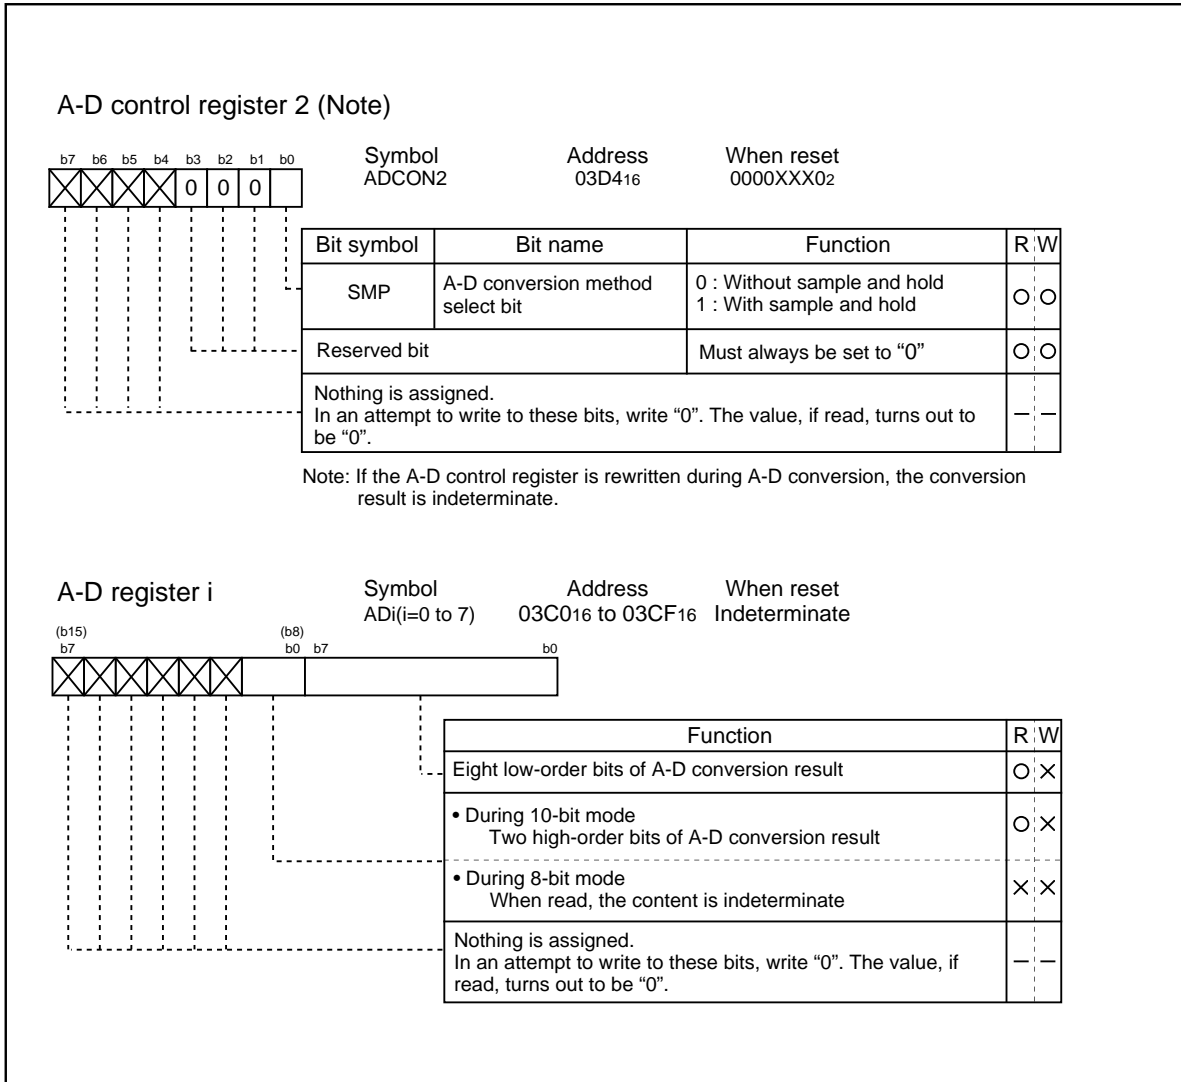 A-D control register 2 (Note)
b7 b6 b5 b4 b3 b2 b1 b0
0 0 0
Symbol Address When reset
ADCON2 03D416 0000XXX02
Bit symbol Bit name Function R W
SMP A-D conversion method select bit 0 : Without sample and hold
1 : With sample and hold
Reserved bit Must always be set to “0”
Nothing is assigned.
In an attempt to write to these bits, write “0”. The value, if read, turns out to
be “0”.
Note: If the A-D control register is rewritten during A-D conversion, the conversion
result is indeterminate.
A-D register i
Symbol Address When reset
ADi(i=0 to 7) 03C016 to 03CF16 Indeterminate
(b15) (b8)
b7 b0 b7 b0
Function R W
Eight low-order bits of A-D conversion result
• During 10-bit mode
Two high-order bits of A-D conversion result
• During 8-bit mode
When read, the content is indeterminate
Nothing is assigned.
In an attempt to write to these bits, write “0”. The value, if
read, turns out to be “0”.